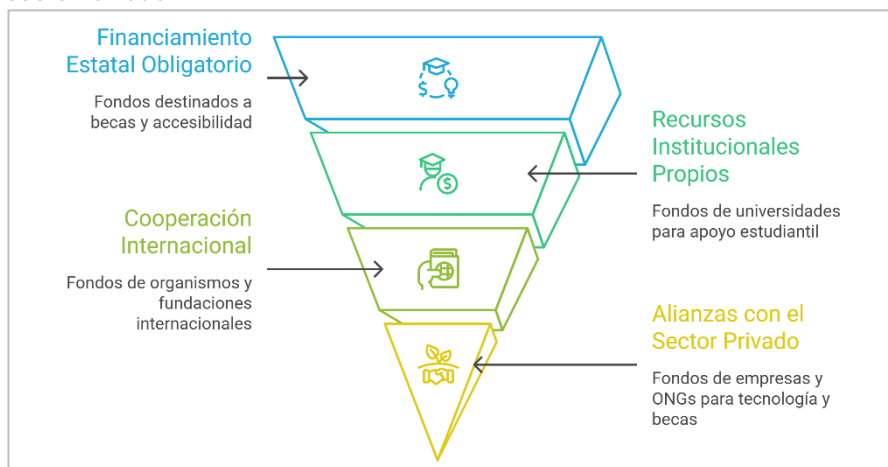 Financiamiento
Estatal Obligatorio
Fondos destinados a
becas y accesibilidad
Recursos
Institucionales
Propios
Fondos de universidades
para apoyo estudiantil
Cooperación
Internacional
Fondos de organismos y
fundaciones
internacionales
Alianzas con el
Sector Privado
Fondos de empresas y
ONGs para tecnología y
becas